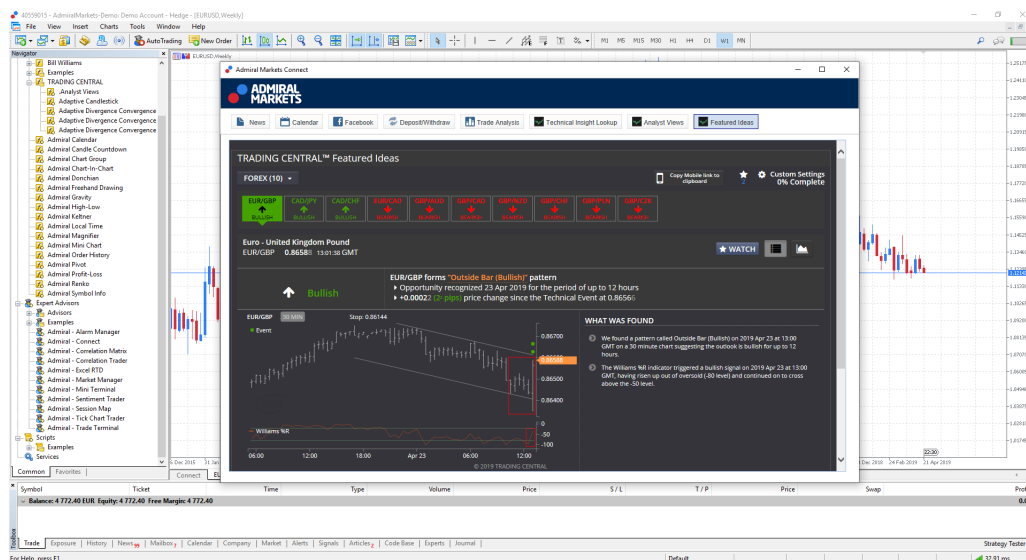 40559015 - AdmiralMarkets-Demo: Demo Account - Hedge - [EURUSD,Weekly]
File View Insert Charts Tools Window Help
AutoTrading New Order M1 M5 M15 M30 H1 H4 D1 W1 MN
Navigator
Bill Williams
Examples
TRADING CENTRAL
.Analyst Views
Adaptive Candlestick
Adaptive Divergence Convergence
Adaptive Divergence Convergence
Adaptive Divergence Convergence
Admiral Calendar
Admiral Candle Countdown
Admiral Chart Group
Admiral Chart-In-Chart
Admiral Donchian
Admiral Freehand Drawing
Admiral Gravity
Admiral High-Low
Admiral Keltner
Admiral Local Time
Admiral Magnifier
Admiral Mini Chart
Admiral Order History
Admiral Pivot
Admiral Profit-Loss
Admiral Renko
Admiral Symbol Info
Expert Advisors
Advisors
Examples
Admiral - Alarm Manager
Admiral - Connect
Admiral - Correlation Matrix
Admiral - Correlation Trader
Admiral - Excel RTD
Admiral - Market Manager
Admiral - Mini Terminal
Admiral - Sentiment Trader
Admiral - Session Map
Admiral - Tick Chart Trader
Admiral - Trade Terminal
Scripts
Examples
Services
Common Favorites
EURUSD,Weekly
Admiral Markets Connect
ADMIRAL
MARKETS
News Calendar Facebook Deposit/Withdraw Trade Analysis Technical Insight Lookup Analyst Views Featured Ideas
TRADING CENTRAL™ Featured Ideas
FOREX (10)
Copy Mobile link to
clipboard
2
Custom Settings
0% Complete
EUR/GBP CAD/JPY CAD/CHF EUR/CAD GBP/AUD GBP/CAD GBP/NZD GBP/CHF GBP/PLN GBP/CZK
BULLISH BULLISH BULLISH BEARISH BEARISH BEARISH BEARISH BEARISH BEARISH BEARISH
Euro - United Kingdom Pound
EUR/GBP 0.86588 13:01:38 GMT
WATCH
Bullish
EUR/GBP forms "Outside Bar (Bullish)" pattern
Opportunity recognized 23 Apr 2019 for the period of up to 12 hours
+0.00022 (2² pips) price change since the Technical Event at 0.86566
EUR/GBP 30 MIN Stop: 0.86144
Event
0.86700
0.86588
0.86500
0.86400
Williams %R
0
-50
-100
06:00 12:00 18:00 Apr 23 06:00 12:00
© 2019 TRADING CENTRAL
WHAT WAS FOUND
We found a pattern called Outside Bar (Bullish) on 2019 Apr 23 at 13:00
GMT on a 30 minute chart suggesting the outlook is bullish for up to 12
hours.
The Williams %R indicator triggered a bullish signal on 2019 Apr 23 at 13:00
GMT, having risen up out of oversold (-80 level) and continued on to cross
above the -50 level.
22:30
6 Dec 2015 31 Jan
Dec 2018 24 Feb 2019 21 Apr 2019
Connect
Symbol Ticket Time Type Volume Price S / L T / P Price Swap
Balance: 4 772.40 EUR Equity: 4 772.40 Free Margin: 4 772.40
Toolbox
Trade Exposure History News 99 Mailbox 7 Calendar Company Market Alerts Signals Articles 2 Code Base Experts Journal
Strategy Tester
For Help, press F1
Default
32.91 ms